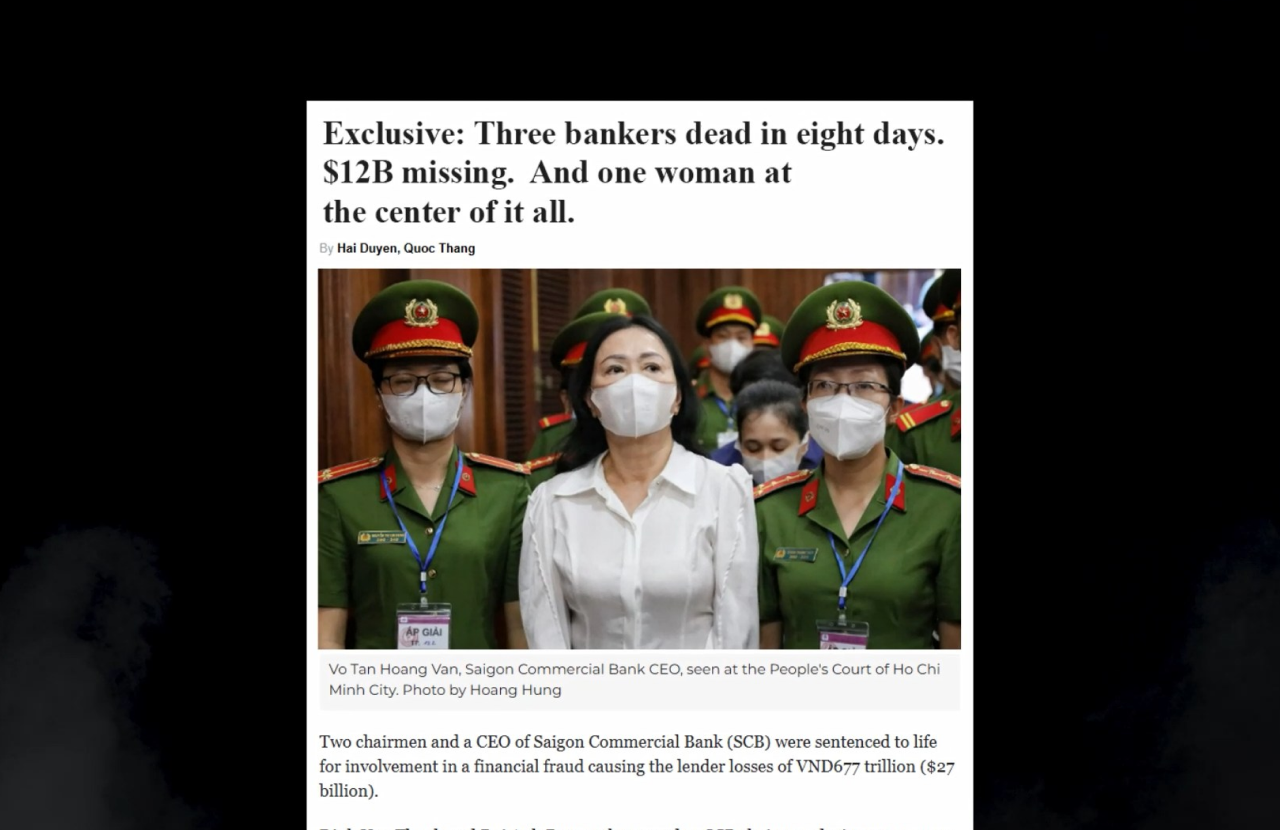 Exclusive: Three bankers dead in eight days.
$12B missing. And one woman at
the center of it all.
By Hai Duyen, Quoc Thang
ÁP GIẢI
Vo Tan Hoang Van, Saigon Commercial Bank CEO, seen at the People's Court of Ho Chi
Minh City. Photo by Hoang Hung
Two chairmen and a CEO of Saigon Commercial Bank (SCB) were sentenced to life
for involvement in a financial fraud causing the lender losses of VND677 trillion ($27
billion).